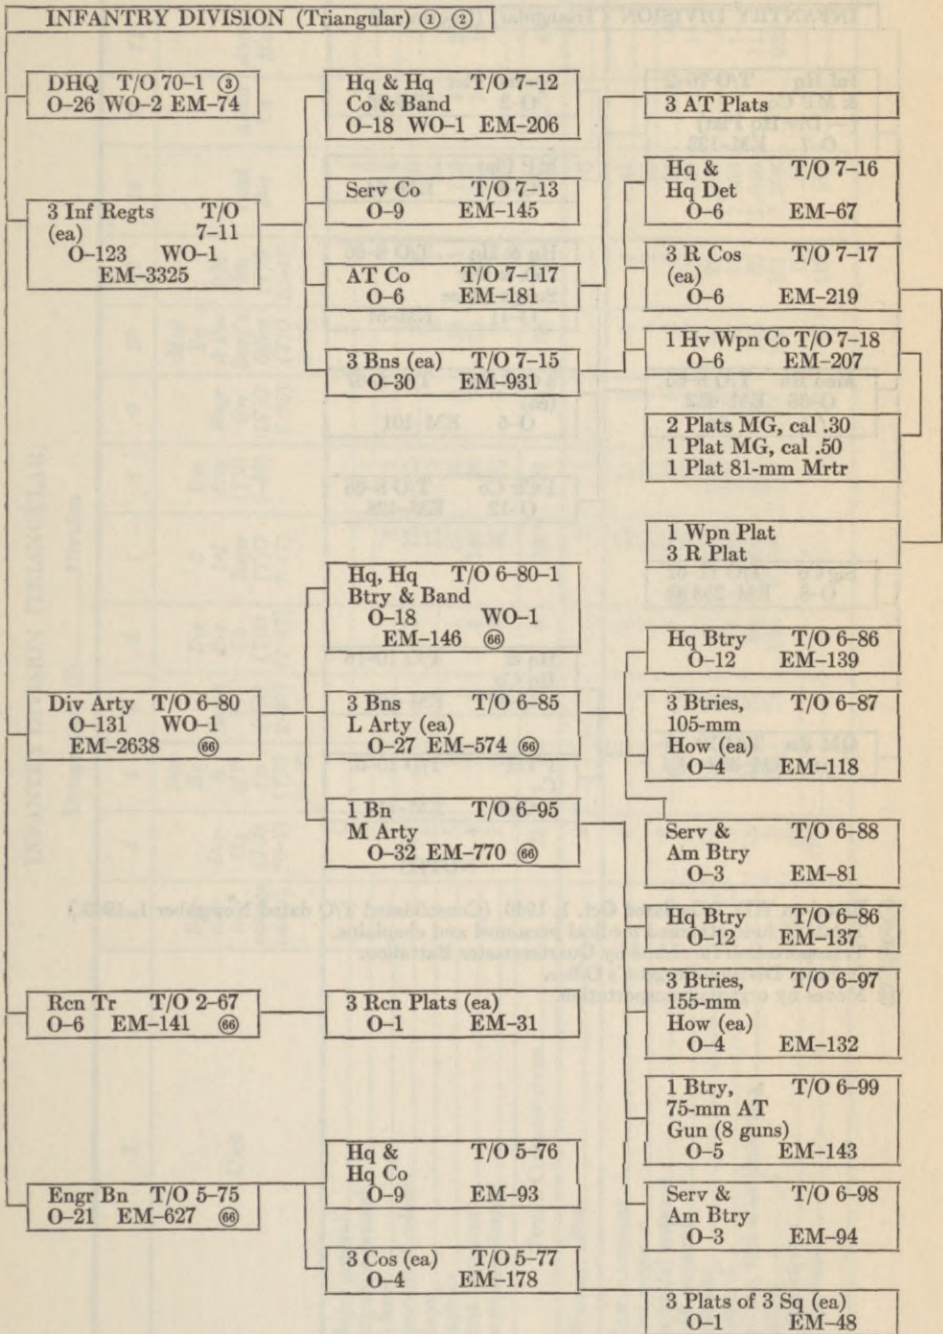 INFANTRY DIVISION (Triangular) ① ②
DHQ T/O 70–1 ③
O–26 WO–2 EM–74
3 Inf Regts T/O
(ea) 7–11
O–123 WO–1
EM–3325
Div Arty T/O 6–80
O–131 WO–1
EM–2638 ㊿+16
Rcn Tr T/O 2–67
O–6 EM–141 (66)
Engr Bn T/O 5–75
O–21 EM–627 (66)
Hq & Hq T/O 7–12
Co & Band
O–18 WO–1 EM–206
Serv Co T/O 7–13
O–9 EM–145
AT Co T/O 7–117
O–6 EM–181
3 Bns (ea) T/O 7–15
O–30 EM–931
Hq, Hq T/O 6–80–1
Btry & Band
O–18 WO–1
EM–146 (66)
3 Bns T/O 6–85
L Arty (ea)
O–27 EM–574 (66)
1 Bn T/O 6–95
M Arty
O–32 EM–770 (66)
3 Rcn Plats (ea)
O–1 EM–31
Hq & T/O 5–76
Hq Co
O–9 EM–93
3 Cos (ea) T/O 5–77
O–4 EM–178
3 AT Plats
Hq & T/O 7–16
Hq Det
O–6 EM–67
3 R Cos T/O 7–17
(ea)
O–6 EM–219
1 Hv Wpn Co T/O 7–18
O–6 EM–207
2 Plats MG, cal .30
1 Plat MG, cal .50
1 Plat 81-mm Mrtr
1 Wpn Plat
3 R Plat
Hq Btry T/O 6–86
O–12 EM–139
3 Btries, T/O 6–87
105-mm
How (ea)
O–4 EM–118
Serv & T/O 6–88
Am Btry
O–3 EM–81
Hq Btry T/O 6–86
O–12 EM–137
3 Btries, T/O 6–97
155-mm
How (ea)
O–4 EM–132
1 Btry, T/O 6–99
75-mm AT
Gun (8 guns)
O–5 EM–143
Serv & T/O 6–98
Am Btry
O–3 EM–94
3 Plats of 3 Sq (ea)
O–1 EM–48